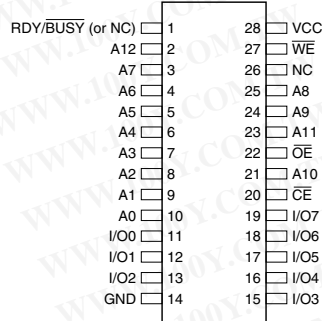 RDY/BUSY (or NC) 1 28 VCC
A12 2 27 WE
A7 3 26 NC
A6 4 25 A8
A5 5 24 A9
A4 6 23 A11
A3 7 22 OE
A2 8 21 A10
A1 9 20 CE
A0 10 19 I/O7
I/O0 11 18 I/O6
I/O1 12 17 I/O5
I/O2 13 16 I/O4
GND 14 15 I/O3